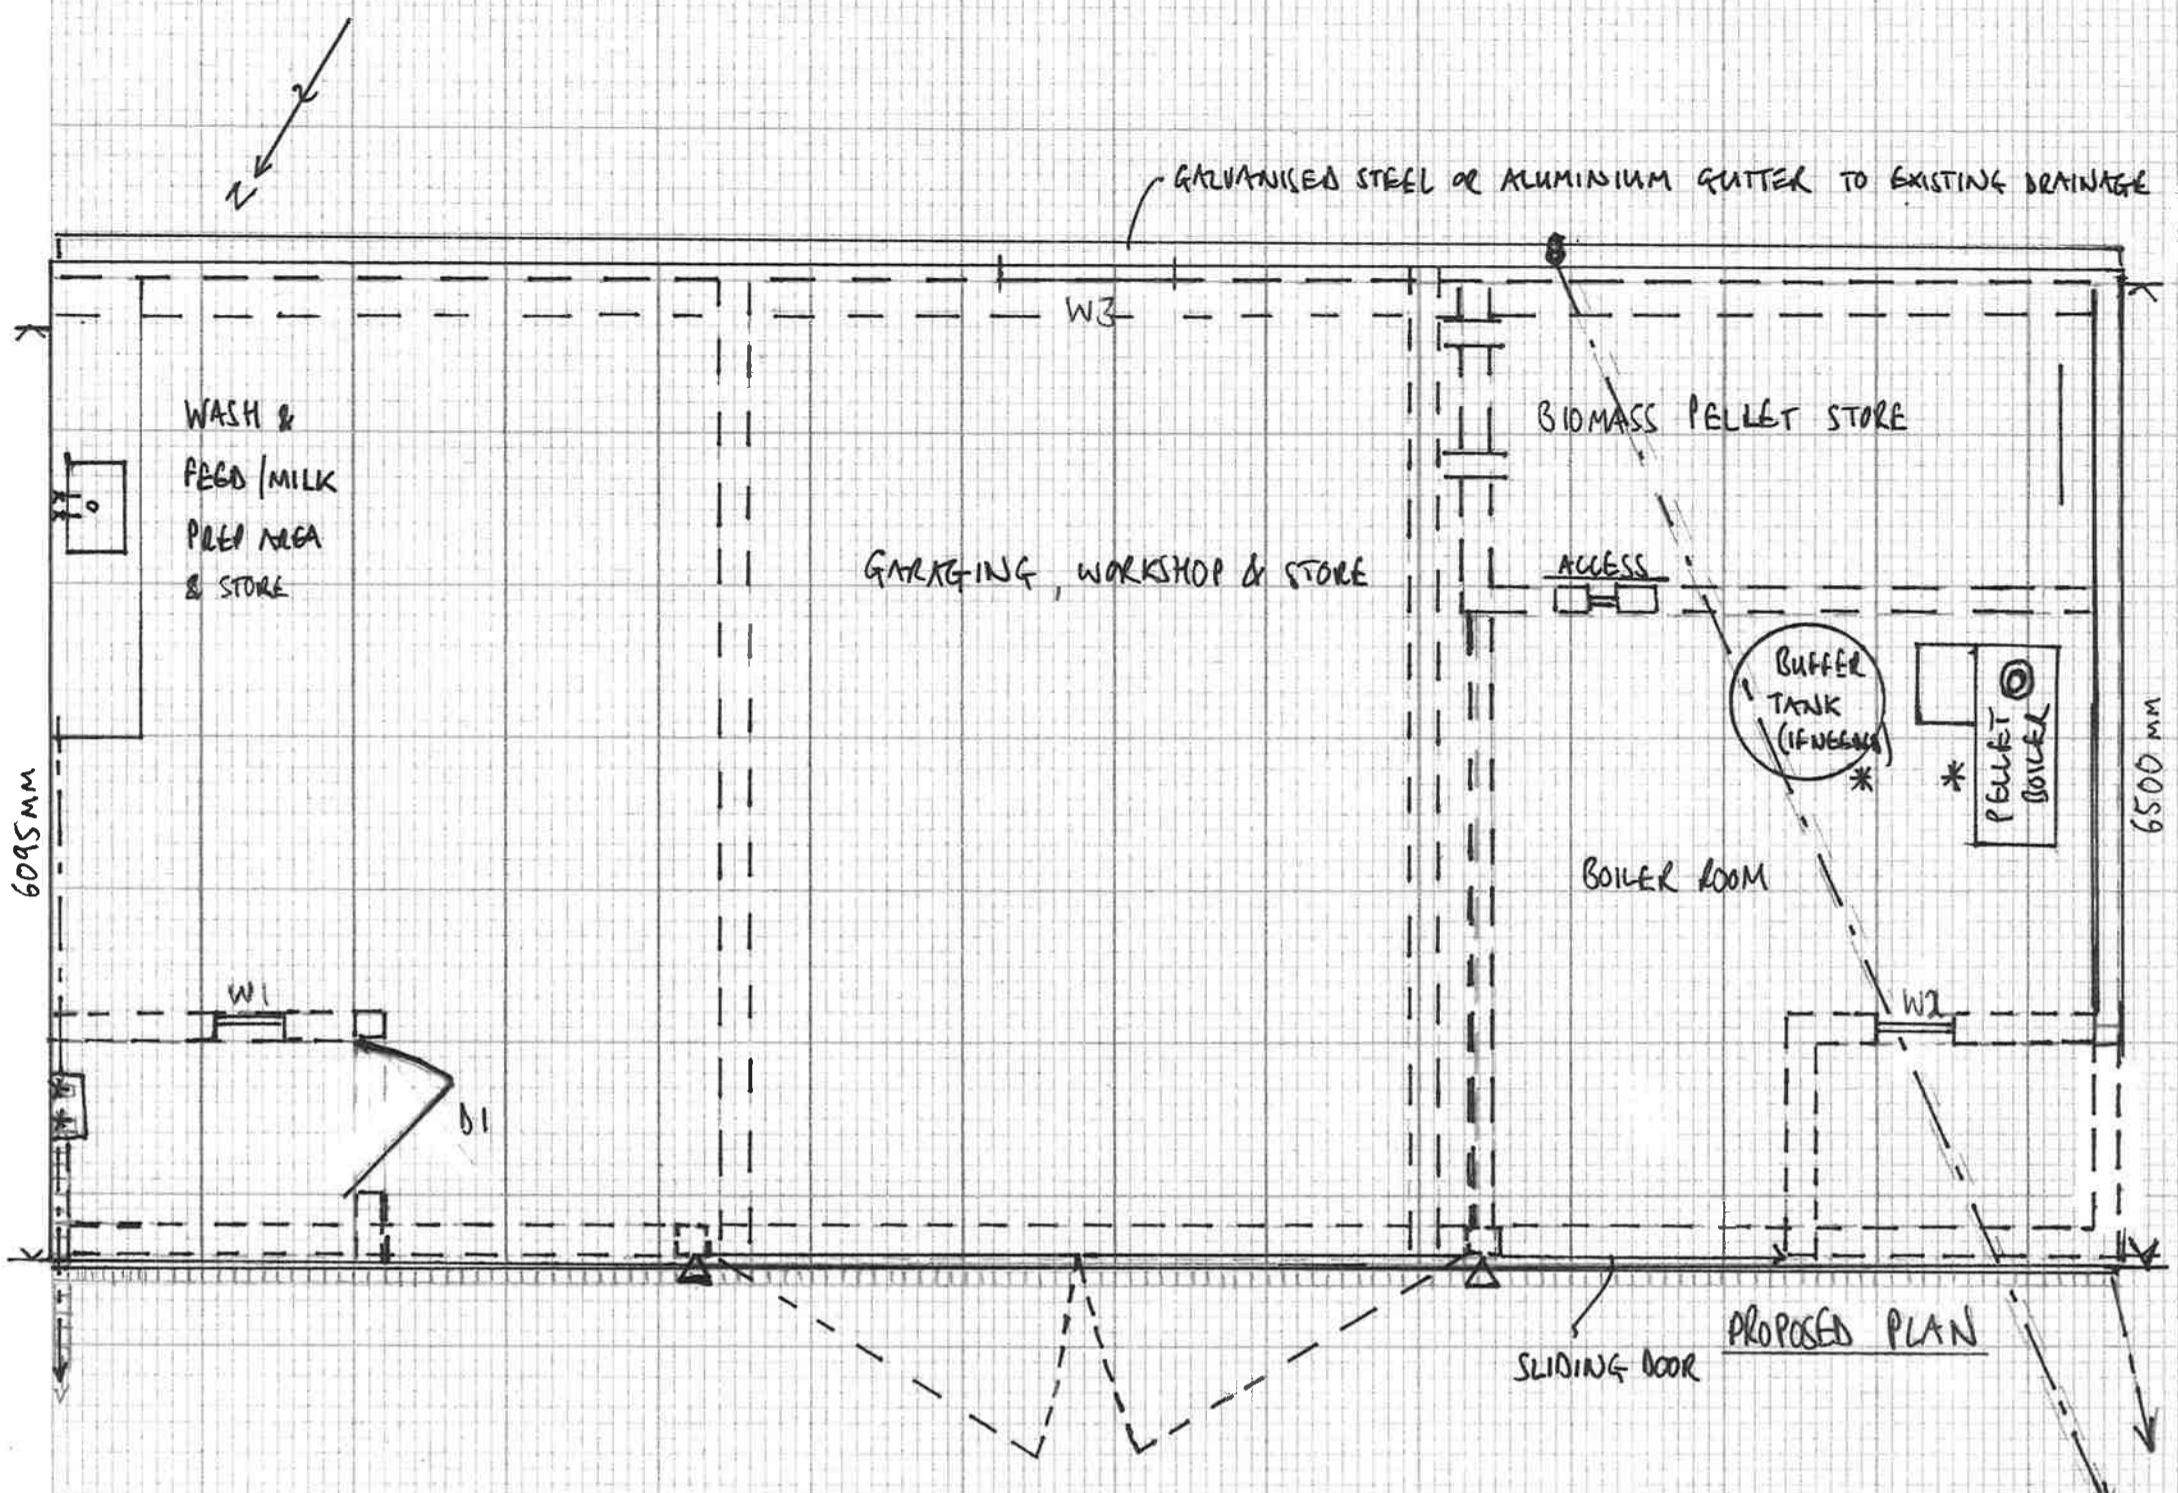 N
GALVANISED STEEL OR ALUMINIUM GUTTER TO EXISTING DRAINAGE
W3
WASH &
FEED/MILK
PREP AREA
& STORE
BIOMASS PELLET STORE
GARAGING, WORKSHOP & STORE
ACCESS
BUFFER
TANK
(IF NEEDED)
PELLET
BOILER
6095MM
6500MM
BOILER ROOM
W1
W2
D1
PROPOSED PLAN
SLIDING DOOR